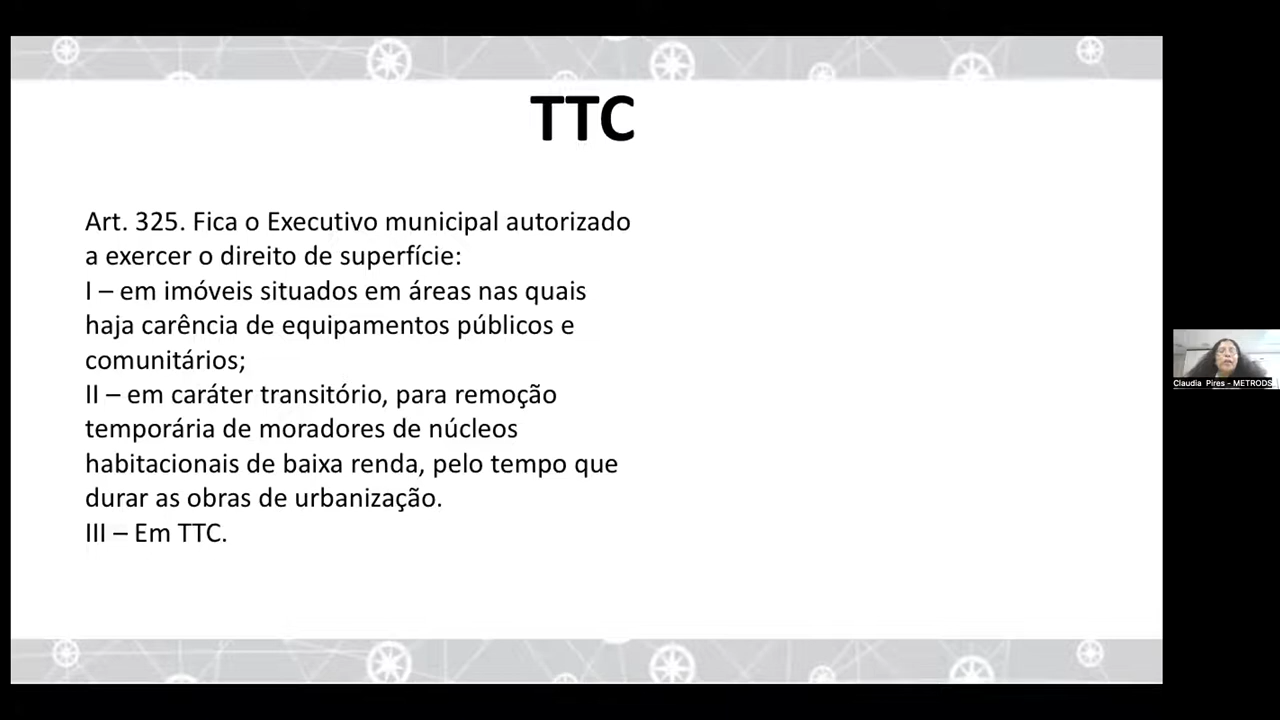 TTC
Art. 325. Fica o Executivo municipal autorizado
a exercer o direito de superfície:
I – em imóveis situados em áreas nas quais
haja carência de equipamentos públicos e
comunitários;
II – em caráter transitório, para remoção
temporária de moradores de núcleos
habitacionais de baixa renda, pelo tempo que
durar as obras de urbanização.
III – Em TTC.
Claudia Pires - METRODS